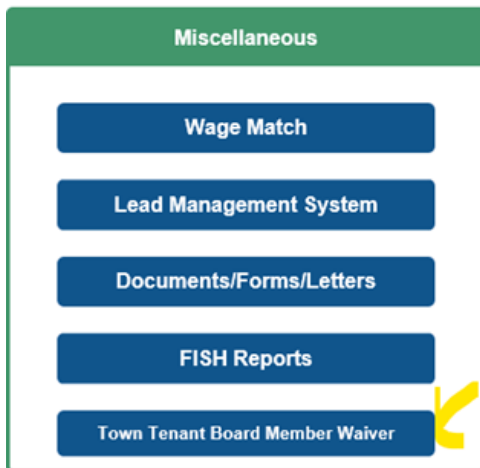 Miscellaneous
Wage Match
Lead Management System
Documents/Forms/Letters
FISH Reports
Town Tenant Board Member Waiver